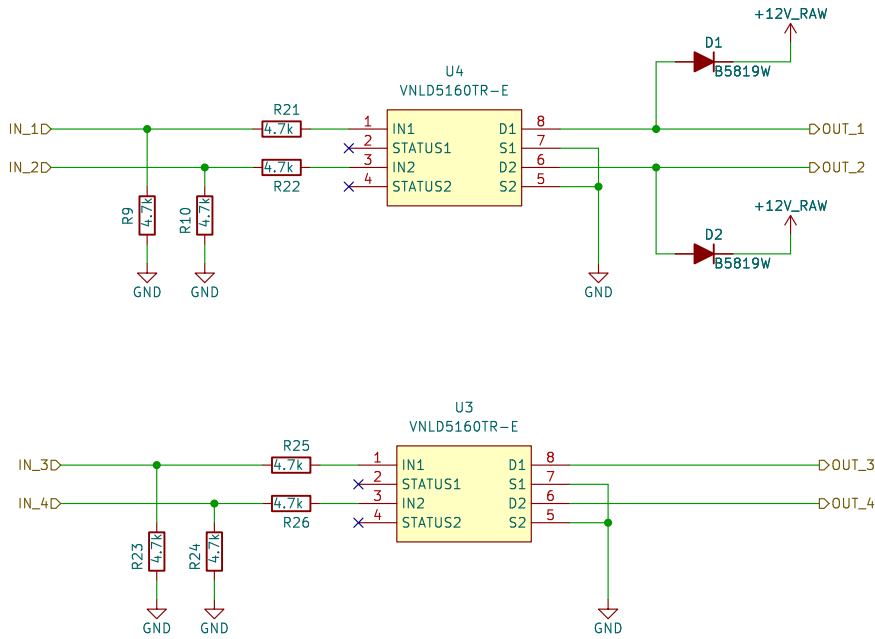 +12V_RAW
D1
B5819W
U4
VNLD5160TR-E
IN_1
R21
4.7k
1
IN1
D1
8
OUT_1
2
STATUS1
S1
7
IN_2
4.7k
R22
3
IN2
D2
6
OUT_2
4
STATUS2
S2
5
R9
4.7k
R10
4.7k
+12V_RAW
D2
B5819W
GND
GND
GND
U3
VNLD5160TR-E
IN_3
R25
4.7k
1
IN1
D1
8
OUT_3
2
STATUS1
S1
7
IN_4
4.7k
R26
3
IN2
D2
6
OUT_4
4
STATUS2
S2
5
R23
4.7k
R24
4.7k
GND
GND
GND